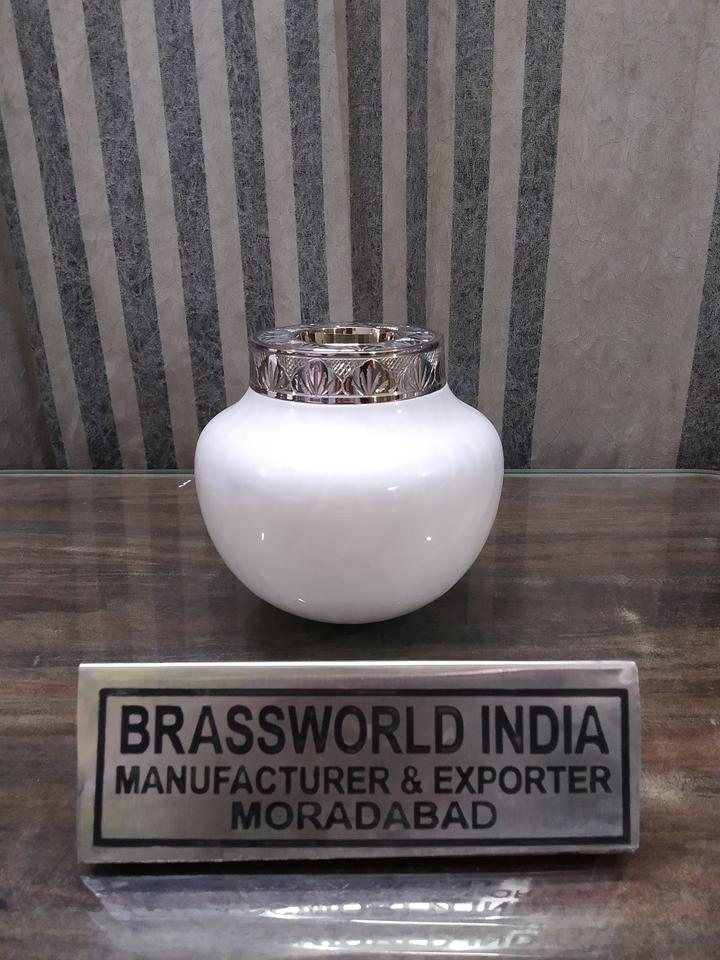 BRASSWORLD INDIA
MANUFACTURER & EXPORTER
MORADABAD